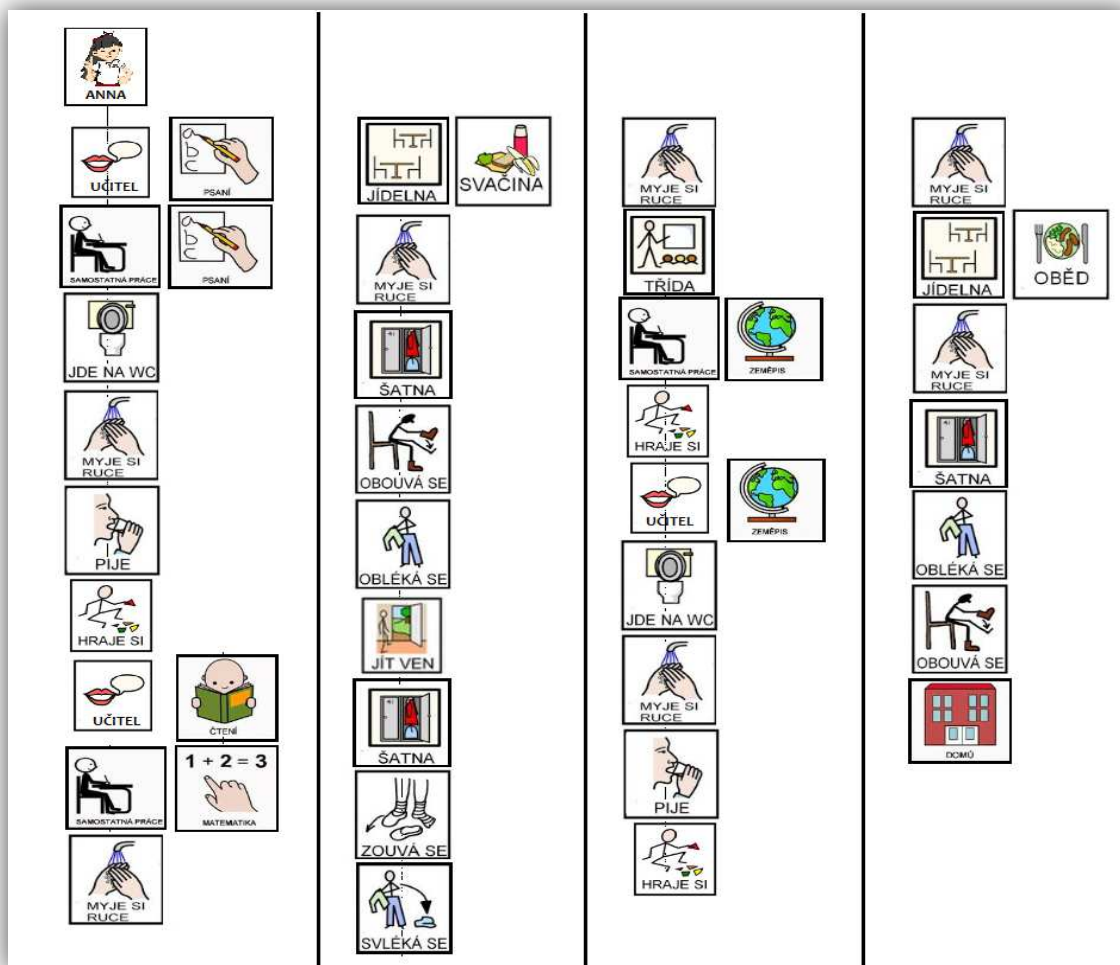 ANNA
UČITEL
PSANÍ
SAMOSTATNÁ PRÁCE
PSANÍ
JDE NA WC
MYJE SI
RUCE
PIJE
HRAJE SI
UČITEL
ČTENÍ
1 + 2 = 3
SAMOSTATNÁ PRÁCE
MATEMATIKA
MYJE SI
RUCE
JÍDELNA
SVAČINA
MYJE SI
RUCE
ŠATNA
OBOUVÁ SE
OBLÉKÁ SE
JÍT VEN
ŠATNA
ZOUVÁ SE
SVLÉKÁ SE
MYJE SI
RUCE
TŘÍDA
SAMOSTATNÁ PRÁCE
ZEMĚPIS
HRAJE SI
UČITEL
ZEMĚPIS
JDE NA WC
MYJE SI
RUCE
PIJE
HRAJE SI
MYJE SI
RUCE
JÍDELNA
OBĚD
MYJE SI
RUCE
ŠATNA
OBLÉKÁ SE
OBOUVÁ SE
DOMŮ